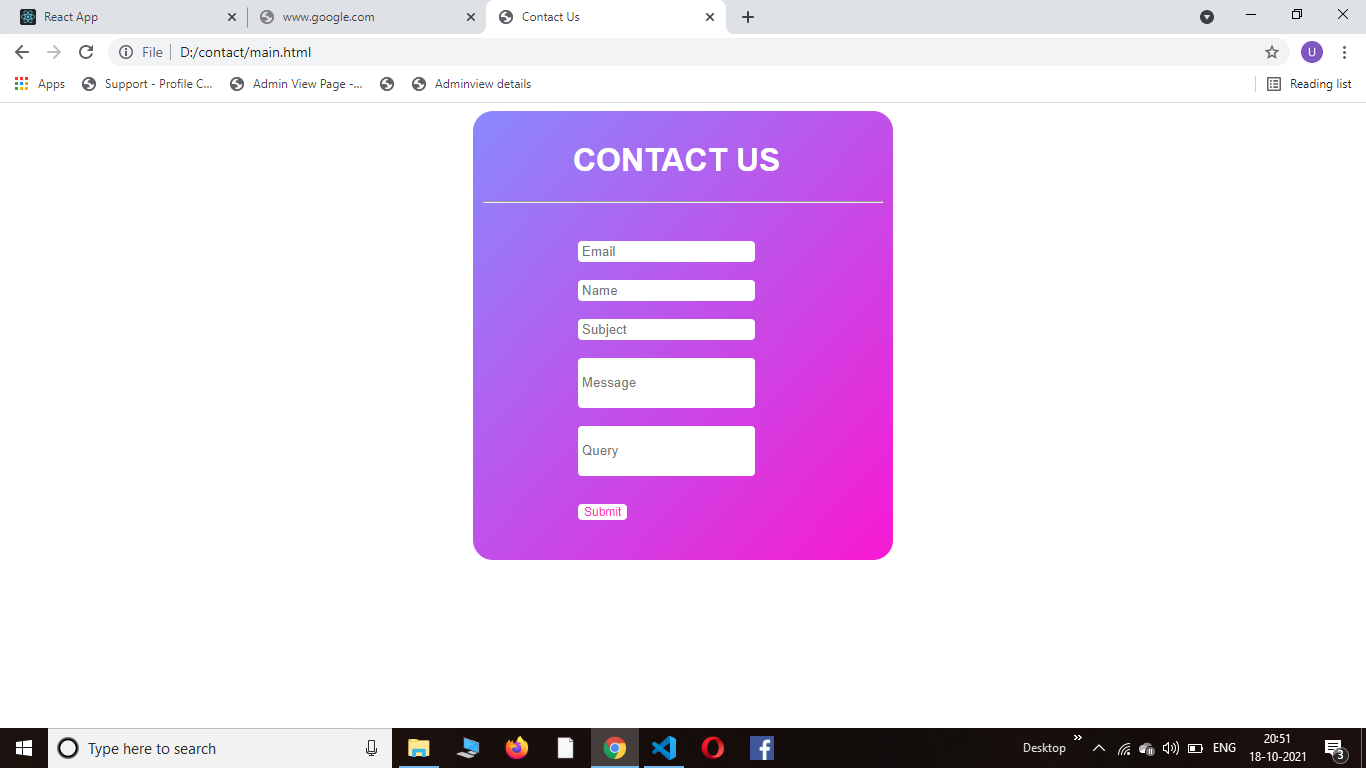 React App
www.google.com
Contact Us
File D:/contact/main.html
U
Apps Support - Profile C... Admin View Page -... Adminview details Reading list
CONTACT US
Email
Name
Subject
Message
Query
Submit
Type here to search
Desktop
ENG
20:51
18-10-2021
3